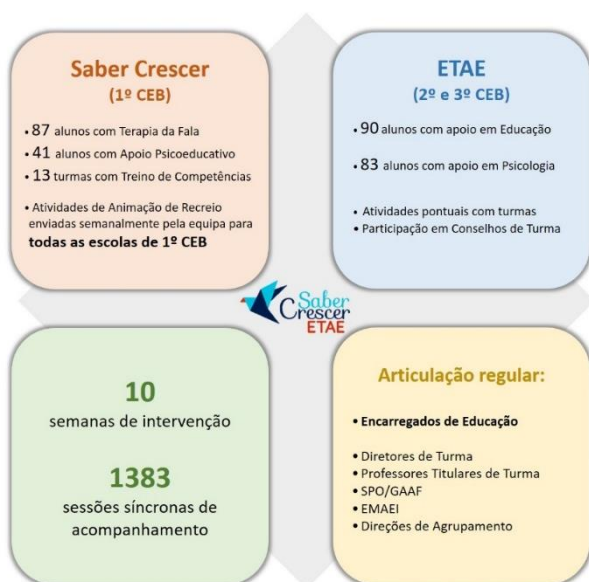 Saber Crescer
(1º CEB)
• 87 alunos com Terapia da Fala
• 41 alunos com Apoio Psicoeducativo
• 13 turmas com Treino de Competências
• Atividades de Animação de Recreio
enviadas semanalmente pela equipa para
todas as escolas de 1º CEB
ETAE
(2º e 3º CEB)
• 90 alunos com apoio em Educação
• 83 alunos com apoio em Psicologia
• Atividades pontuais com turmas
• Participação em Conselhos de Turma
Saber
Crescer
ETAE
10
semanas de intervenção
1383
sessões síncronas de
acompanhamento
Articulação regular:
• Encarregados de Educação
• Diretores de Turma
• Professores Titulares de Turma
• SPO/GAAF
• EMAEI
• Direções de Agrupamento